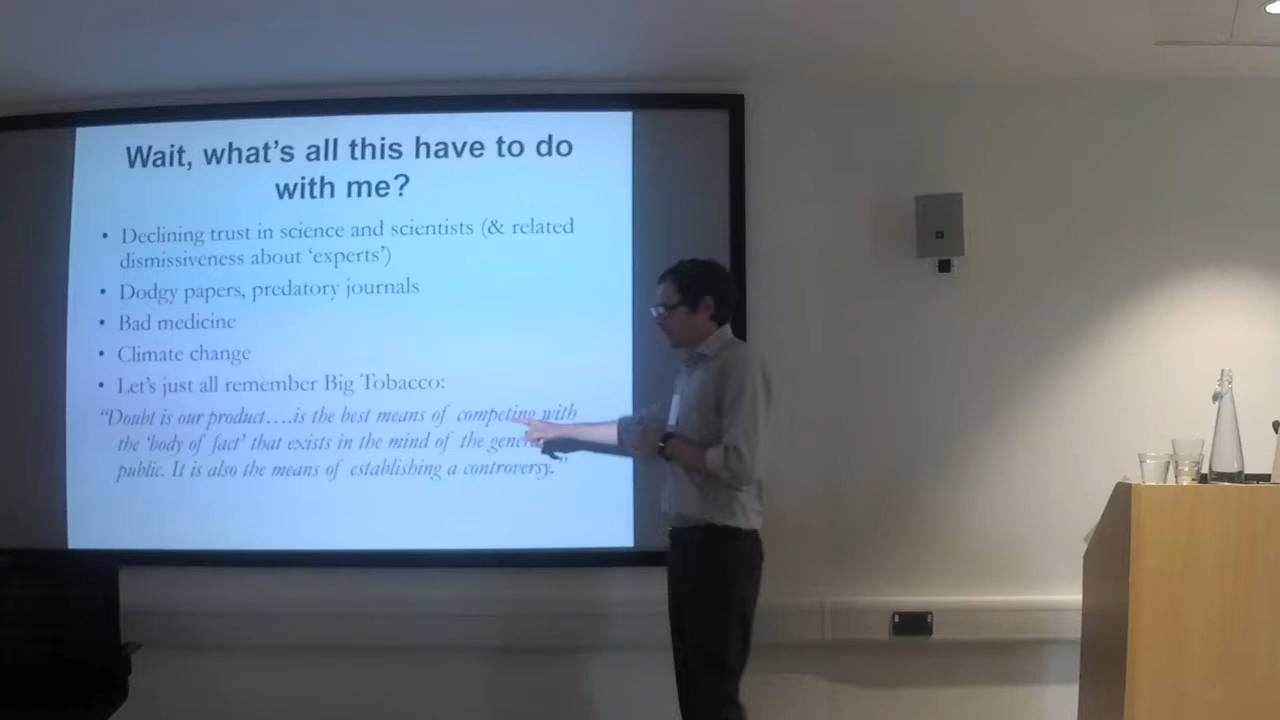 Wait, what's all this have to do
with me?
• Declining trust in science and scientists (& related
dismissiveness about 'experts')
• Dodgy papers, predatory journals
• Bad medicine
• Climate change
• Let's just all remember Big Tobacco:
"Doubt is our product….is the best means of competing with
the 'body of fact' that exists in the mind of the general
public. It is also the means of establishing a controversy."